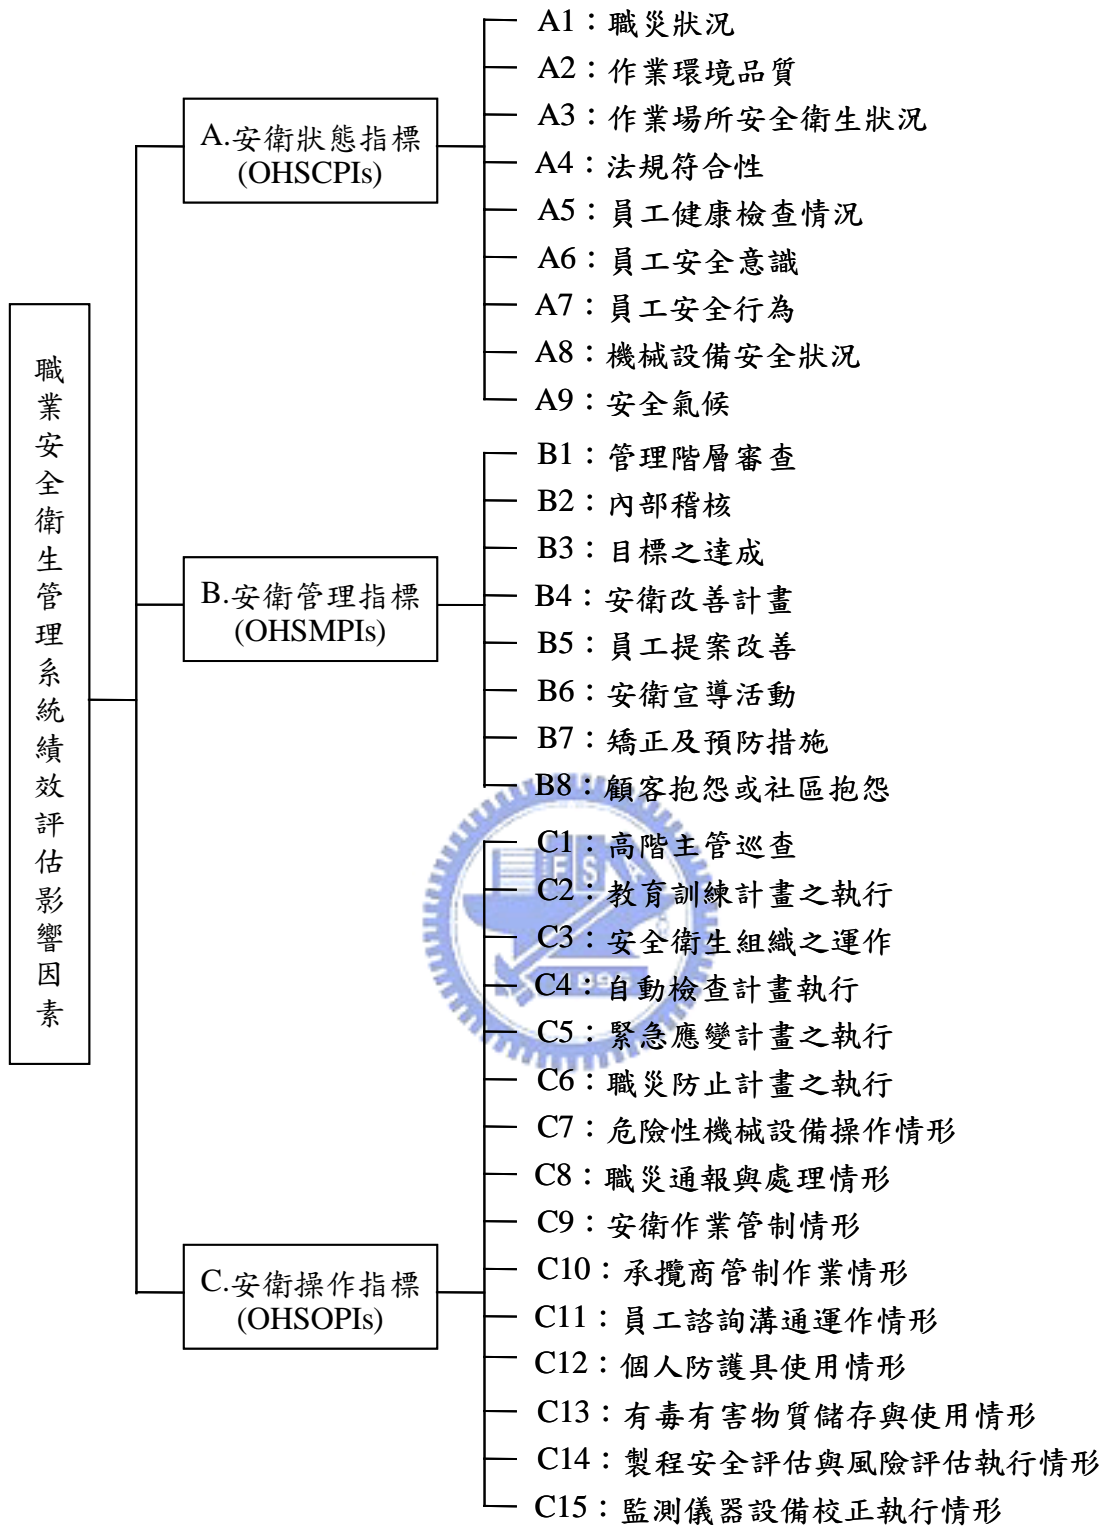 職業安全衛生管理系統績效評估影響因素
A.安衛狀態指標
(OHSCPIs)
A1：職災狀況
A2：作業環境品質
A3：作業場所安全衛生狀況
A4：法規符合性
A5：員工健康檢查情況
A6：員工安全意識
A7：員工安全行為
A8：機械設備安全狀況
A9：安全氣候
B.安衛管理指標
(OHSMPIs)
B1：管理階層審查
B2：內部稽核
B3：目標之達成
B4：安衛改善計畫
B5：員工提案改善
B6：安衛宣導活動
B7：矯正及預防措施
B8：顧客抱怨或社區抱怨
C.安衛操作指標
(OHSOPIs)
C1：高階主管巡查
C2：教育訓練計畫之執行
C3：安全衛生組織之運作
C4：自動檢查計畫執行
C5：緊急應變計畫之執行
C6：職災防止計畫之執行
C7：危險性機械設備操作情形
C8：職災通報與處理情形
C9：安衛作業管制情形
C10：承攬商管制作業情形
C11：員工諮詢溝通運作情形
C12：個人防護具使用情形
C13：有毒有害物質儲存與使用情形
C14：製程安全評估與風險評估執行情形
C15：監測儀器設備校正執行情形